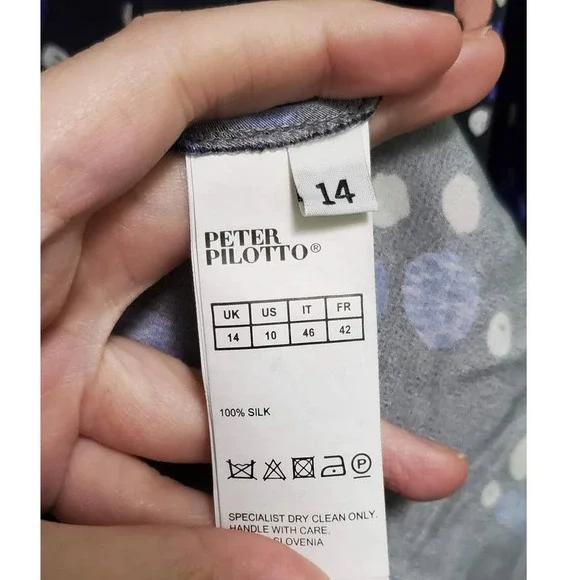 14
PETER
PILOTTO®
UK US IT FR
14 10 46 42
100% SILK
P
SPECIALIST DRY CLEAN ONLY.
HANDLE WITH CARE.
SLOVENIA